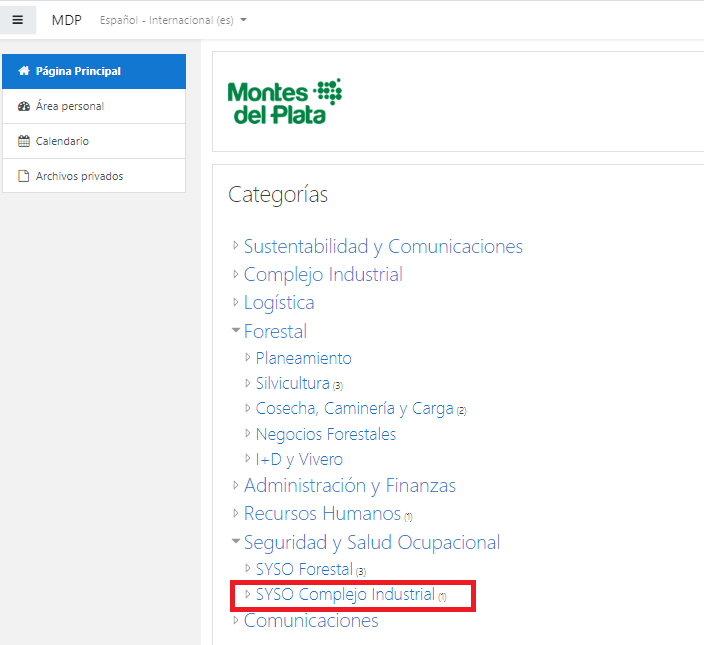 MDP Español - Internacional (es)
Página Principal
Área personal
Calendario
Archivos privados
Montes
del Plata
Categorías
Sustentabilidad y Comunicaciones
Complejo Industrial
Logística
Forestal
Planeamiento
Silvicultura (3)
Cosecha, Caminería y Carga (2)
Negocios Forestales
I+D y Vivero
Administración y Finanzas
Recursos Humanos (1)
Seguridad y Salud Ocupacional
SYSO Forestal (3)
SYSO Complejo Industrial (1)
Comunicaciones